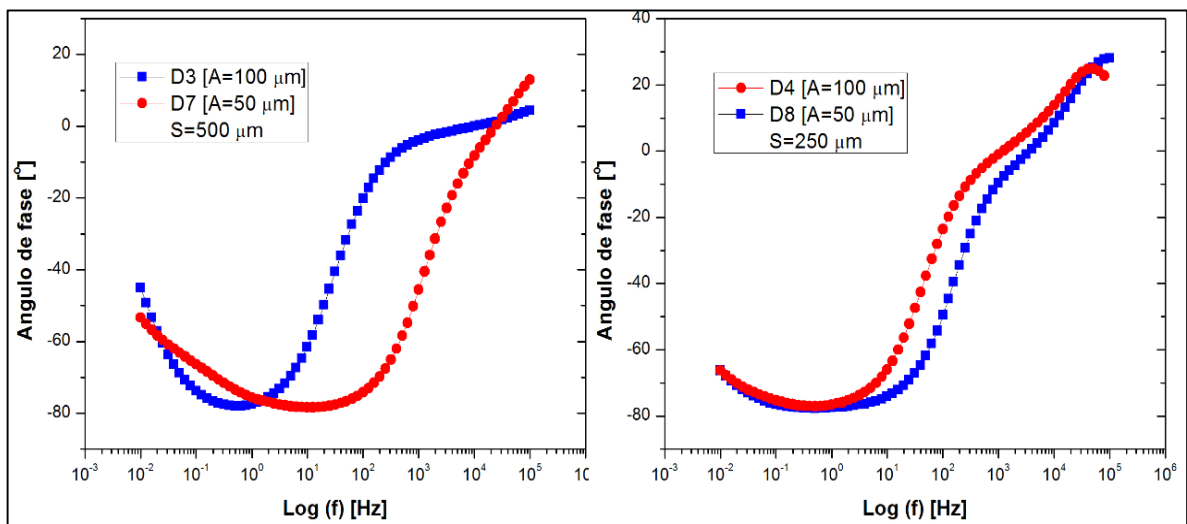 20
0
-20
-40
-60
-80
Angulo de fase [°]
D3 [A=100 μm]
D7 [A=50 μm]
S=500 μm
10-3 10-2 10-1 100 101 102 103 104 105 106
Log (f) [Hz]
40
20
0
-20
-40
-60
-80
Angulo de fase [°]
D4 [A=100 μm]
D8 [A=50 μm]
S=250 μm
10-3 10-2 10-1 100 101 102 103 104 105 106
Log (f) [Hz]